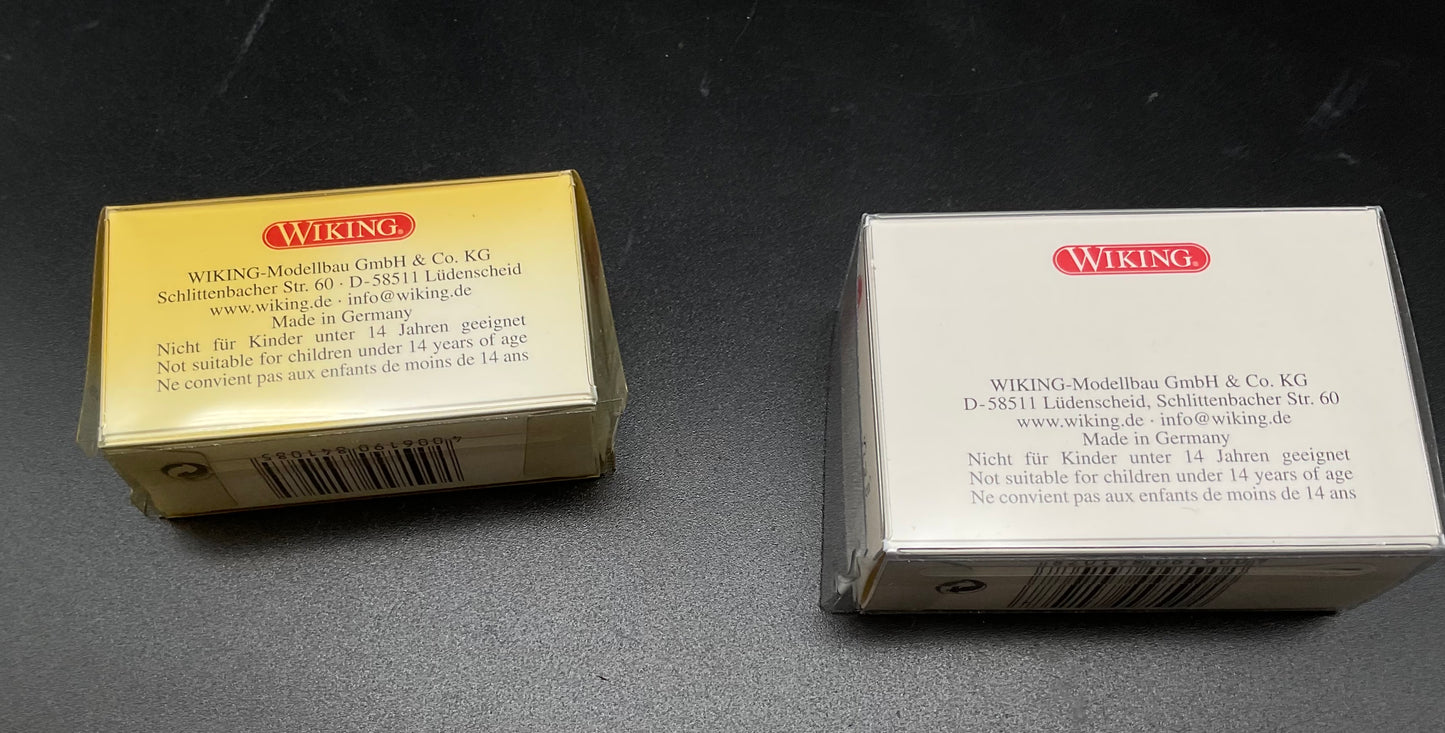 WIKING®
WIKING-Modellbau GmbH & Co. KG
Schlittenbacher Str. 60 · D-58511 Lüdenscheid
www.wiking.de · info@wiking.de
Made in Germany
Nicht für Kinder unter 14 Jahren geeignet
Not suitable for children under 14 years of age
Ne convient pas aux enfants de moins de 14 ans
4 006190 841085
WIKING®
WIKING-Modellbau GmbH & Co. KG
D-58511 Lüdenscheid, Schlittenbacher Str. 60
www.wiking.de · info@wiking.de
Made in Germany
Nicht für Kinder unter 14 Jahren geeignet
Not suitable for children under 14 years of age
Ne convient pas aux enfants de moins de 14 ans